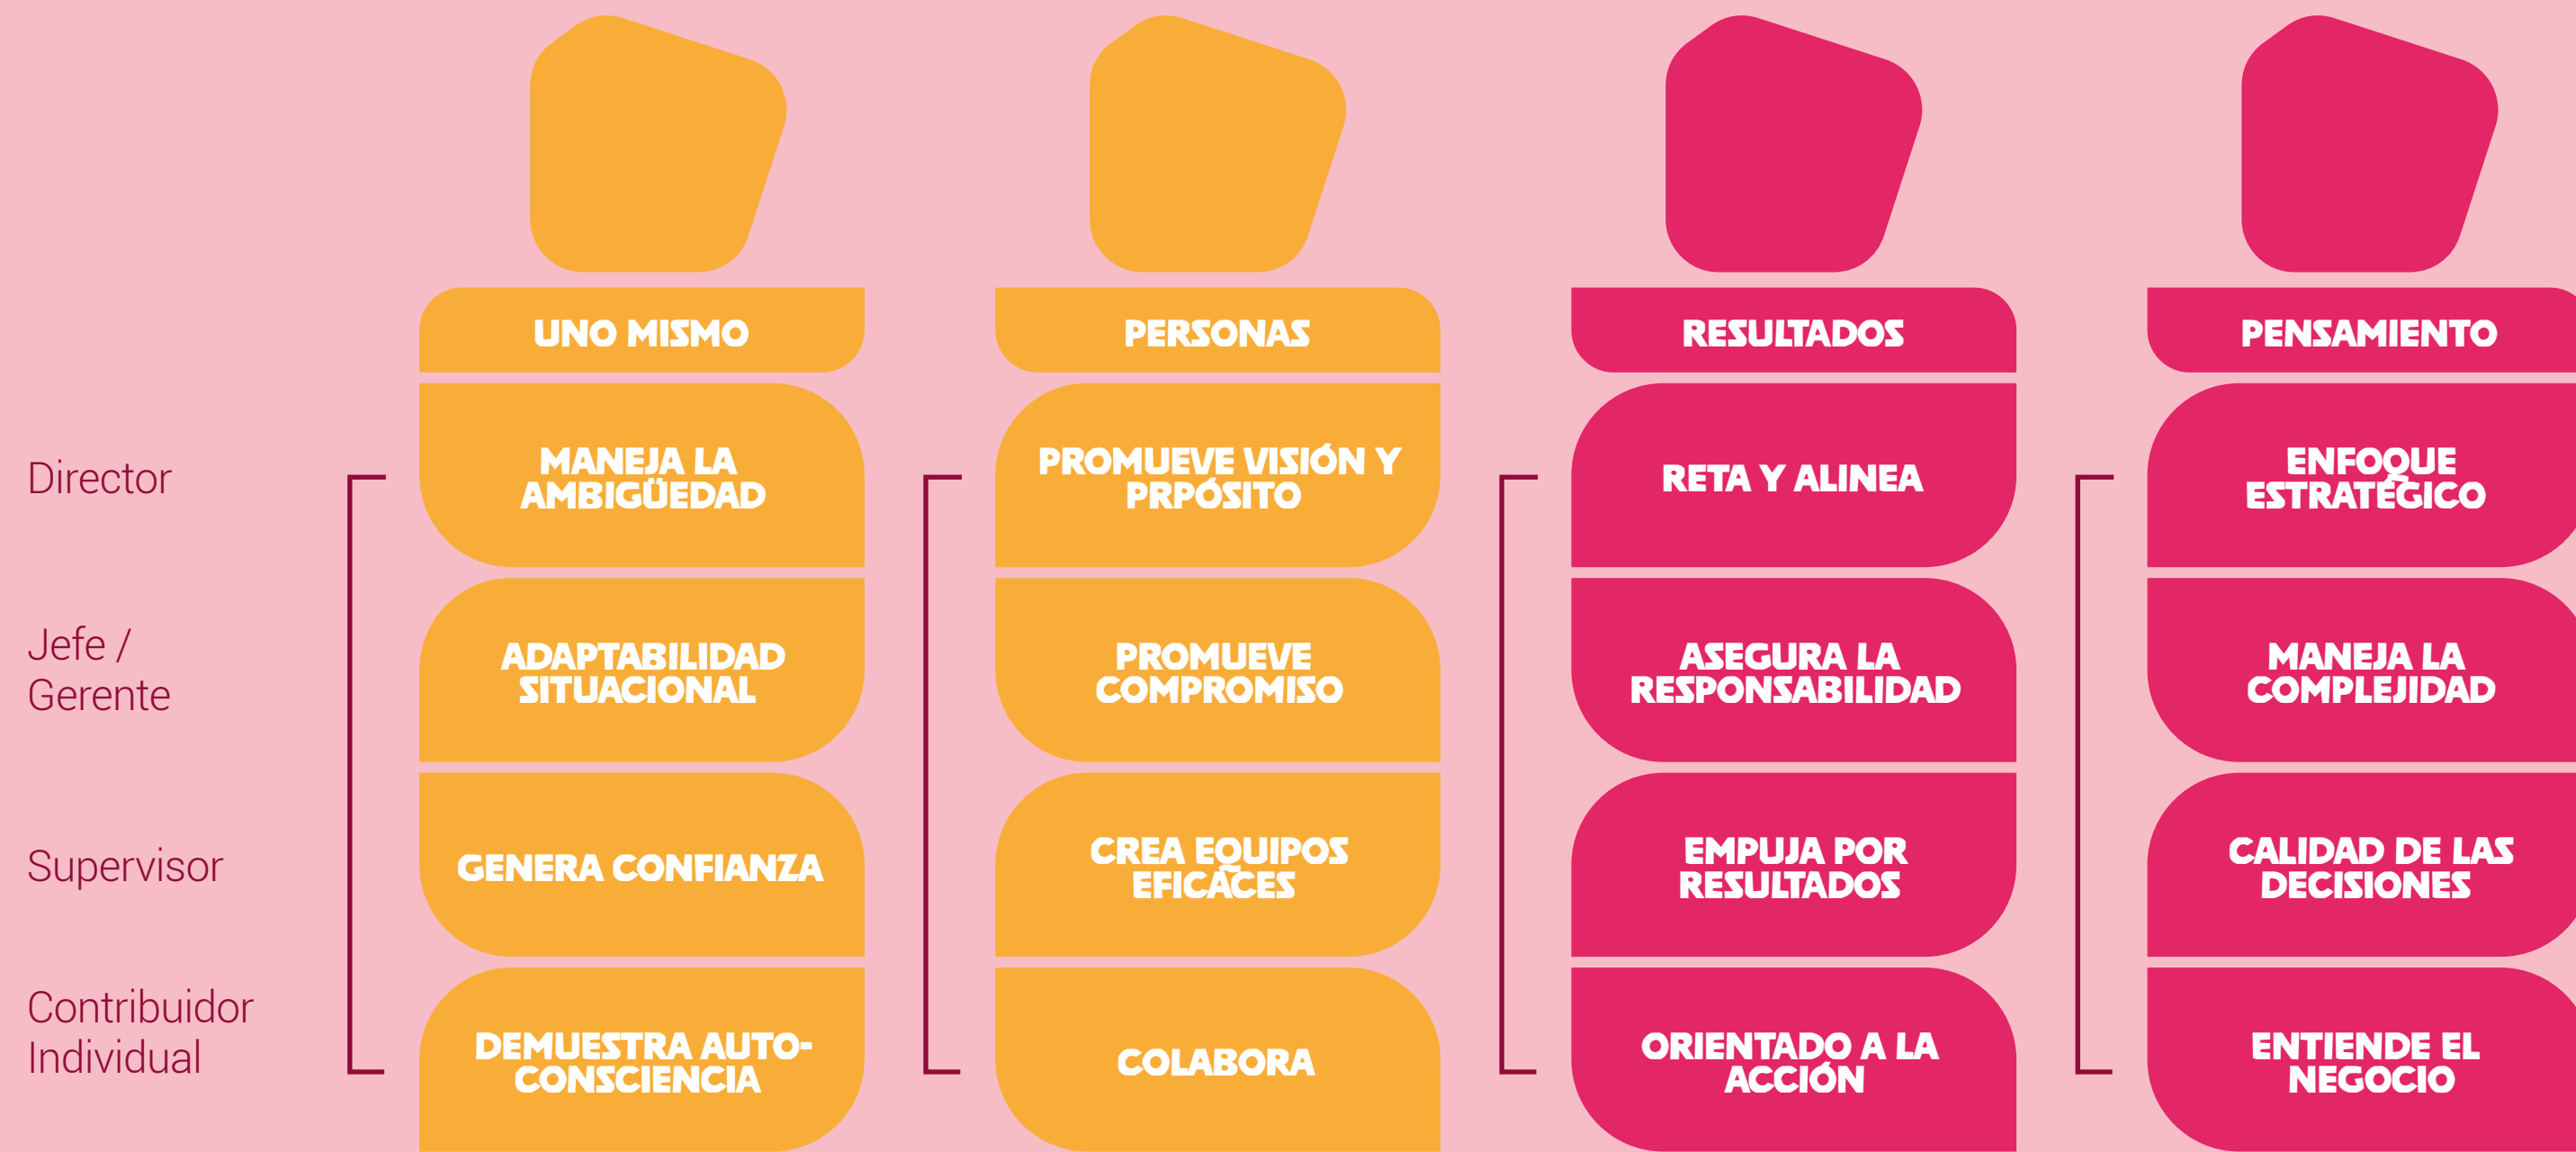 UNO MISMO
PERSONAS
RESULTADOS
PENSAMIENTO
Director
MANEJA LA
AMBIGÜEDAD
PROMUEVE VISIÓN Y
PRPÓSITO
RETA Y ALINEA
ENFOQUE
ESTRATÉGICO
Jefe /
Gerente
ADAPTABILIDAD
SITUACIONAL
PROMUEVE
COMPROMISO
ASEGURA LA
RESPONSABILIDAD
MANEJA LA
COMPLEJIDAD
Supervisor
GENERA CONFIANZA
CREA EQUIPOS
EFICACES
EMPUJA POR
RESULTADOS
CALIDAD DE LAS
DECISIONES
Contribuidor
Individual
DEMUESTRA AUTO-
CONSCIENCIA
COLABORA
ORIENTADO A LA
ACCIÓN
ENTIENDE EL
NEGOCIO